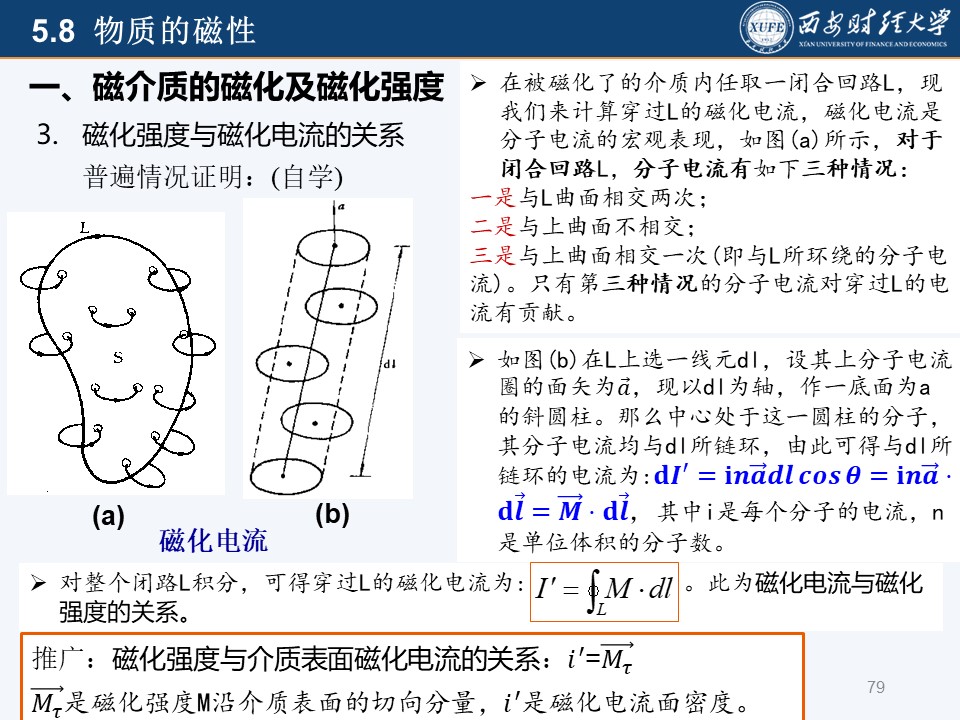 5.8 物质的磁性
西安财经大学
XUFE
XI'AN UNIVERSITY OF FINANCE AND ECONOMICS
一、磁介质的磁化及磁化强度
3. 磁化强度与磁化电流的关系
普遍情况证明：(自学)
L
S
(a)
a
dl
(b)
磁化电流
➢ 在被磁化了的介质内任取一闭合回路L，现
我们来计算穿过L的磁化电流，磁化电流是
分子电流的宏观表现，如图(a)所示，对于
闭合回路L，分子电流有如下三种情况：
一是与L曲面相交两次；
二是与上曲面不相交；
三是与上曲面相交一次(即与L所环绕的分子电
流)。只有第三种情况的分子电流对穿过L的电
流有贡献。
➢ 如图(b)在L上选一线元dl，设其上分子电流
圈的面矢为$\vec{a}$，现以dl为轴，作一底面为a
的斜圆柱。那么中心处于这一圆柱的分子，
其分子电流均与dl所链环，由此可得与dl所
链环的电流为:$\mathbf{d}I' = \mathbf{i}n\vec{a}dl\cos\theta = \mathbf{i}n\vec{a}\cdot$
$\mathbf{d}\vec{l} = \vec{M}\cdot\mathbf{d}\vec{l}$，其中i是每个分子的电流，n
是单位体积的分子数。
➢ 对整个闭路L积分，可得穿过L的磁化电流为：$I' = \oint_L M\cdot dl$。此为磁化电流与磁化
强度的关系。
推广：磁化强度与介质表面磁化电流的关系：$i'=\vec{M_\tau}$
$\vec{M_\tau}$是磁化强度M沿介质表面的切向分量，$i'$是磁化电流面密度。
79